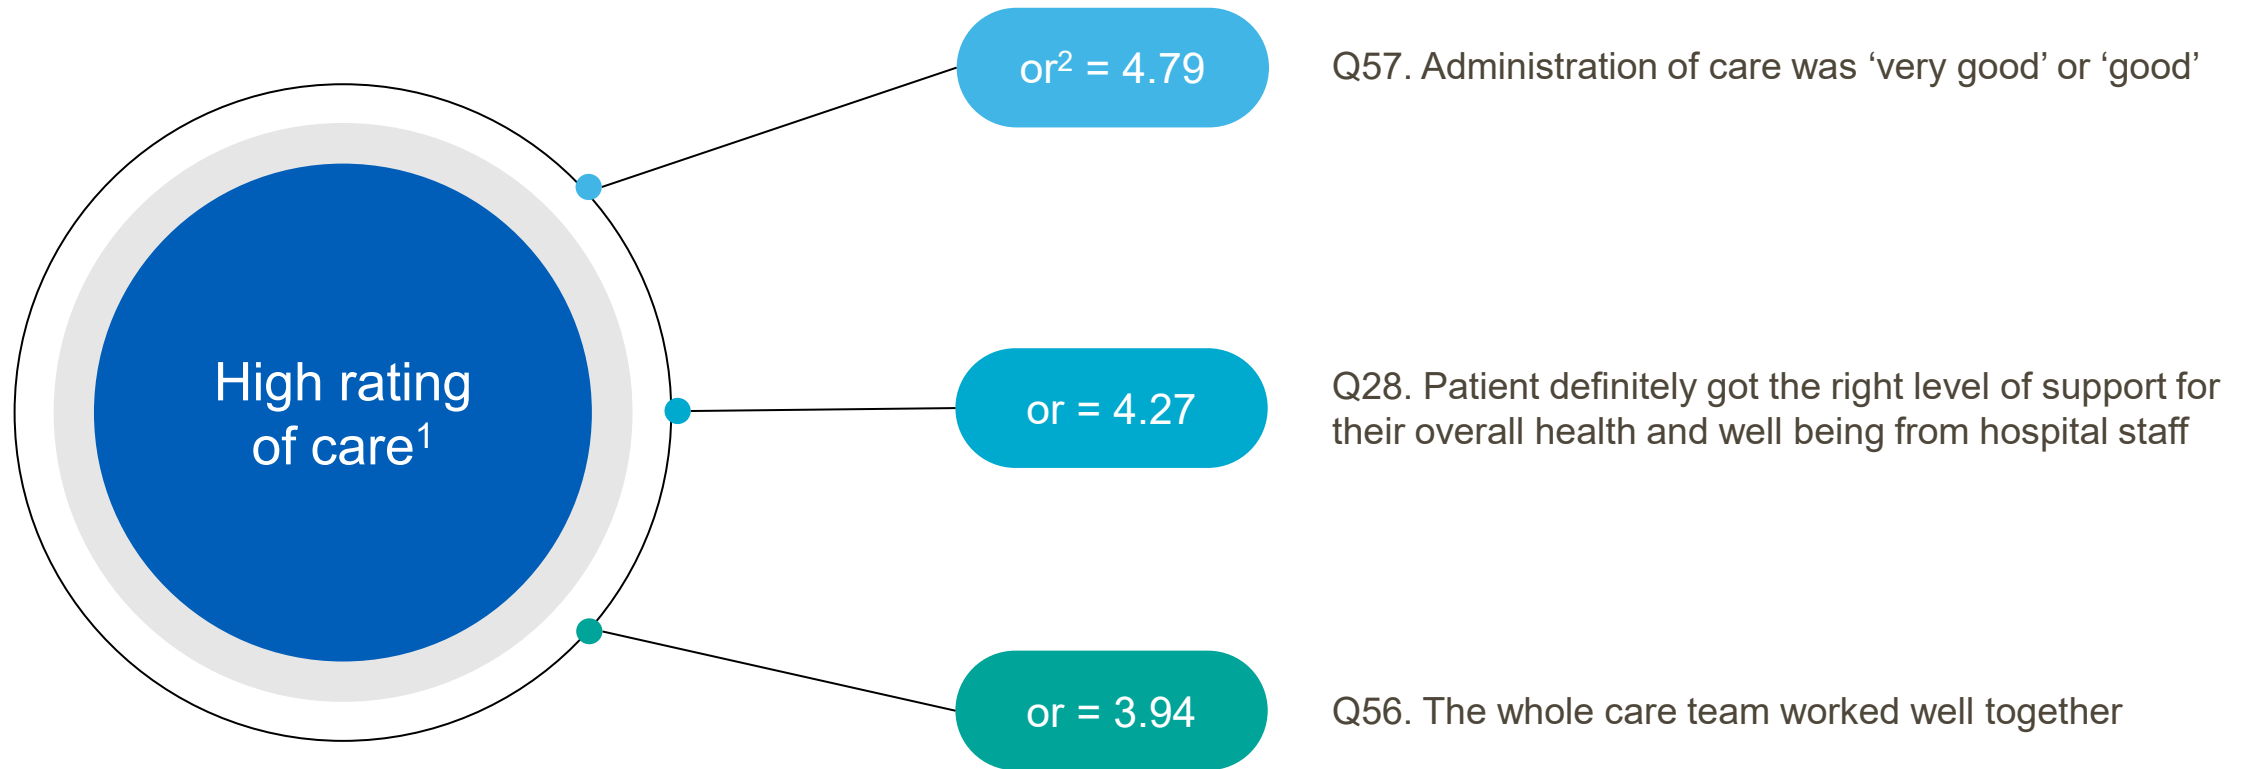 High rating
of care¹
or² = 4.79
Q57. Administration of care was ‘very good’ or ‘good’
or = 4.27
Q28. Patient definitely got the right level of support for
their overall health and well being from hospital staff
or = 3.94
Q56. The whole care team worked well together